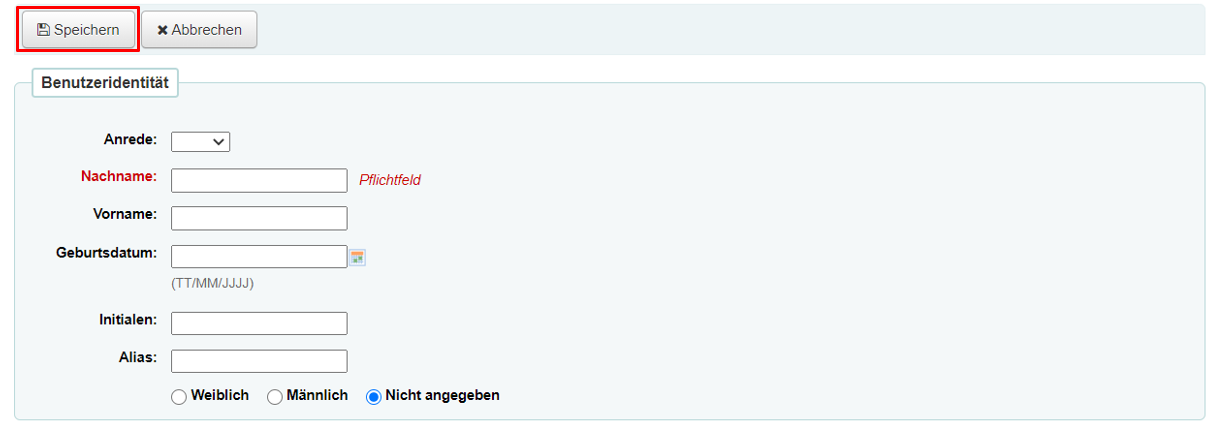 Speichern Abbrechen
Benutzeridentität
Anrede:
Nachname: Pflichtfeld
Vorname:
Geburtsdatum:
(TT/MM/JJJJ)
Initialen:
Alias:
Weiblich Männlich Nicht angegeben